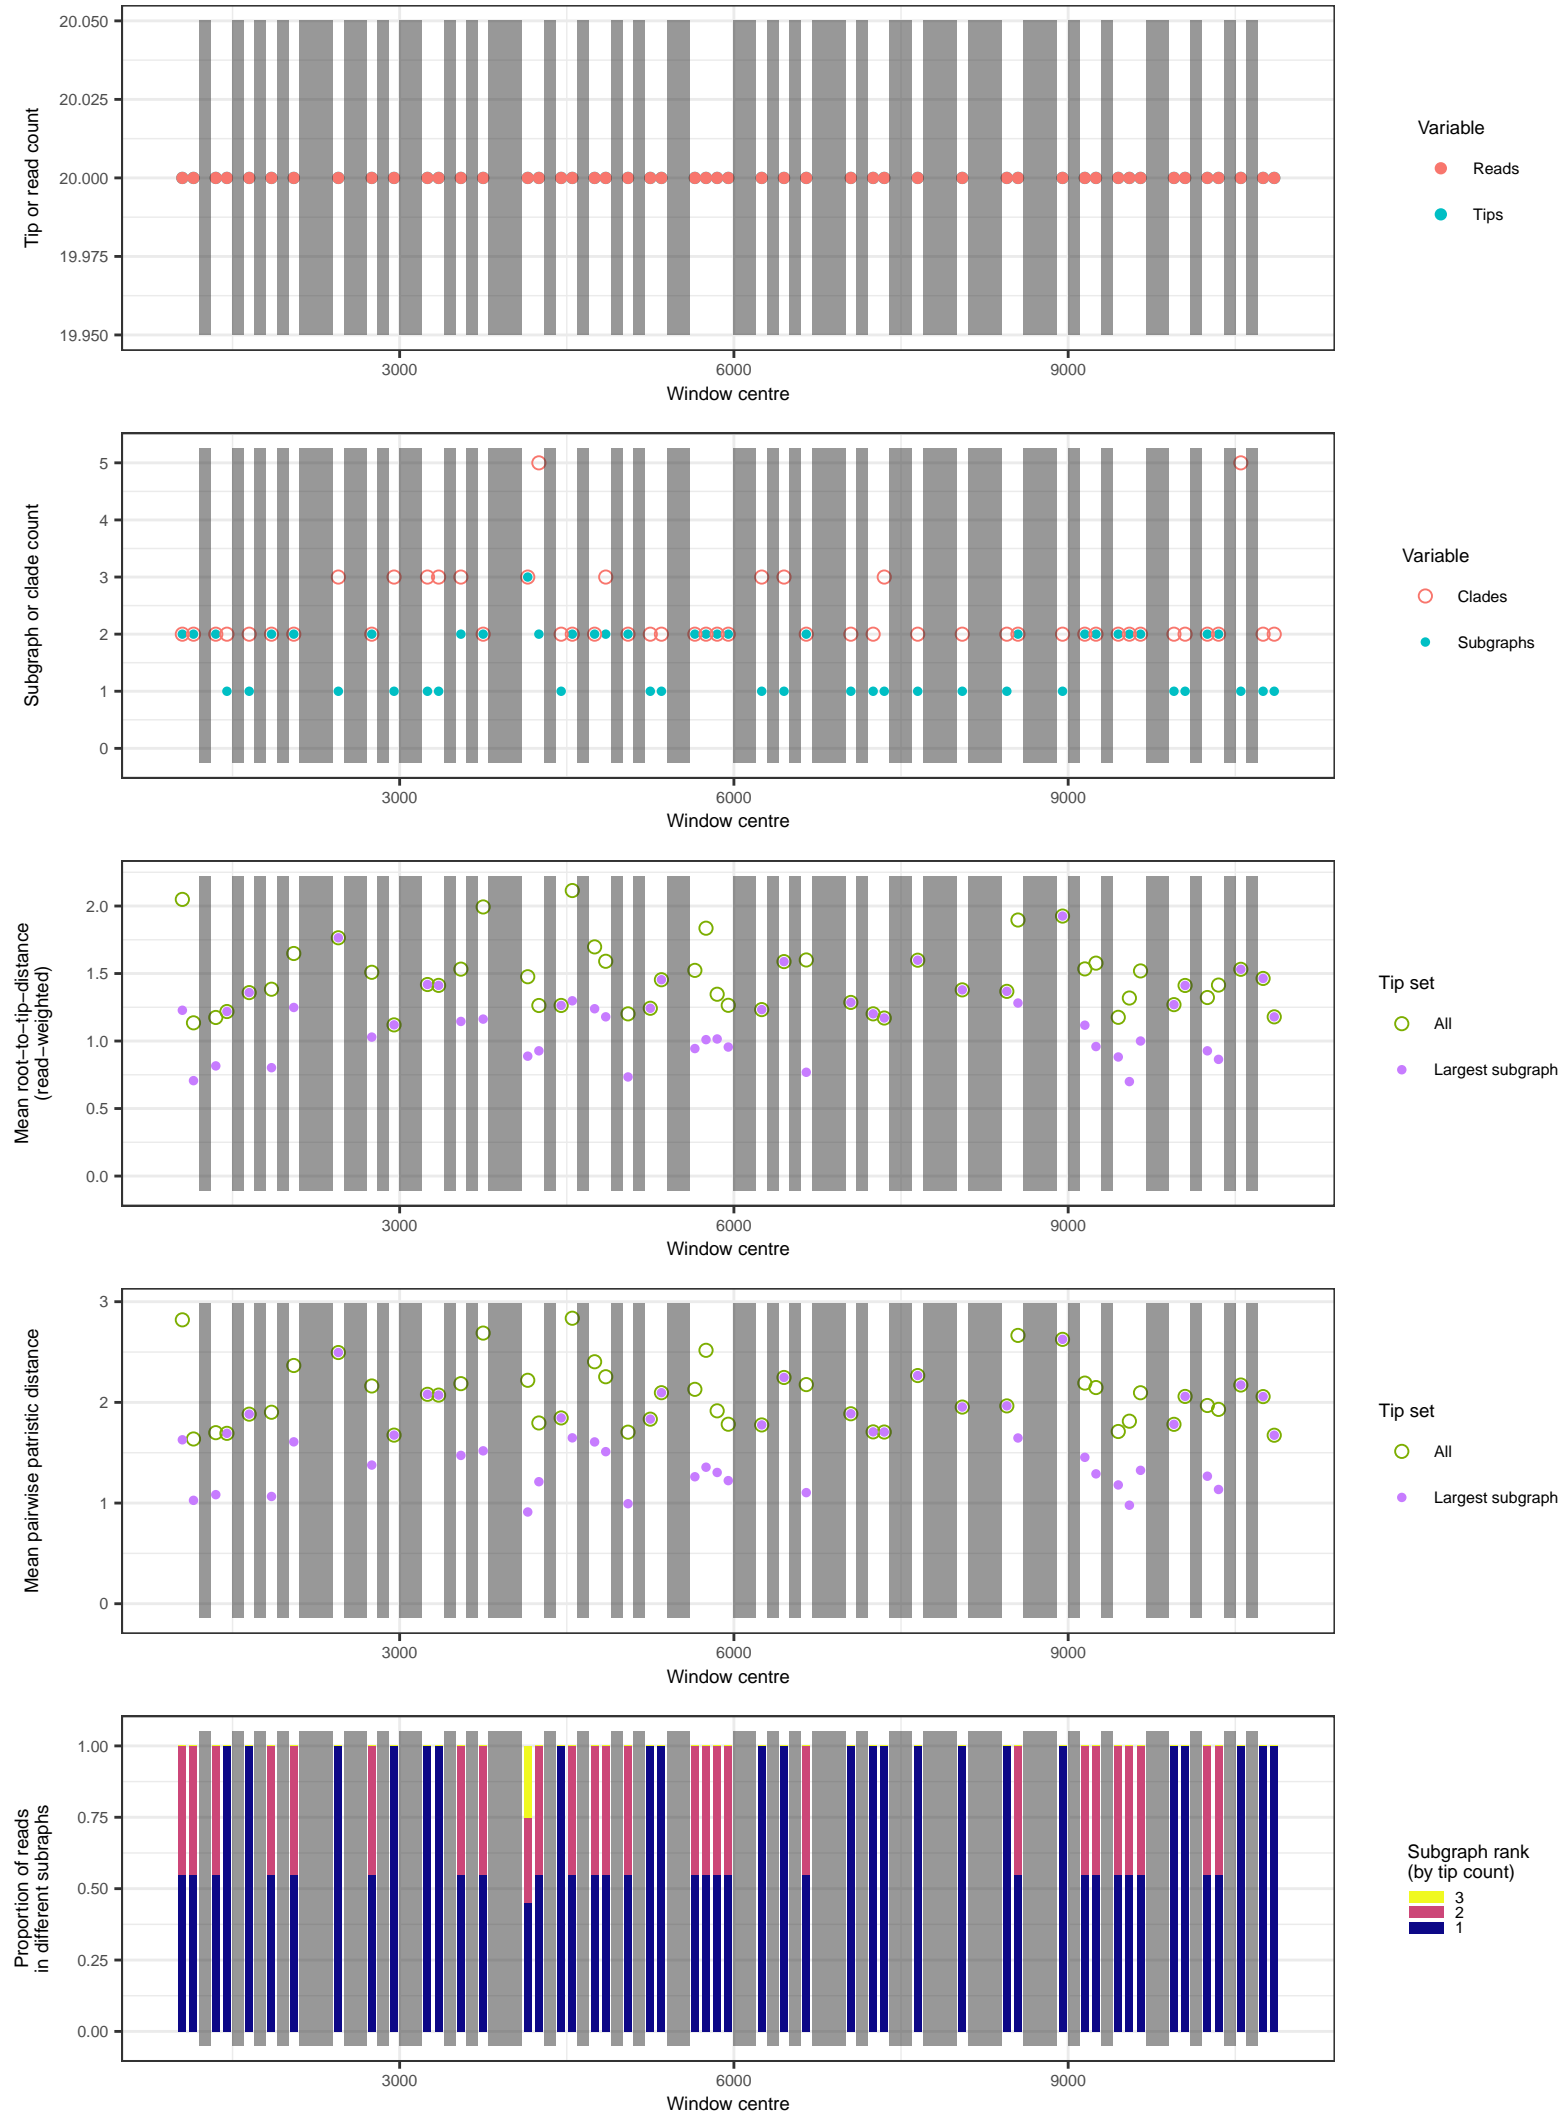 20.050
20.025
20.000
19.975
19.950
Tip or read count
3000 6000 9000
Window centre
Variable
Reads
Tips
5
4
3
2
1
0
Subgraph or clade count
3000 6000 9000
Window centre
Variable
Clades
Subgraphs
2.0
1.5
1.0
0.5
0.0
Mean root−to−tip−distance
(read−weighted)
3000 6000 9000
Window centre
Tip set
All
Largest subgraph
3
2
1
0
Mean pairwise patristic distance
3000 6000 9000
Window centre
Tip set
All
Largest subgraph
1.00
0.75
0.50
0.25
0.00
Proportion of reads
in different subraphs
3000 6000 9000
Window centre
Subgraph rank
(by tip count)
3
2
1